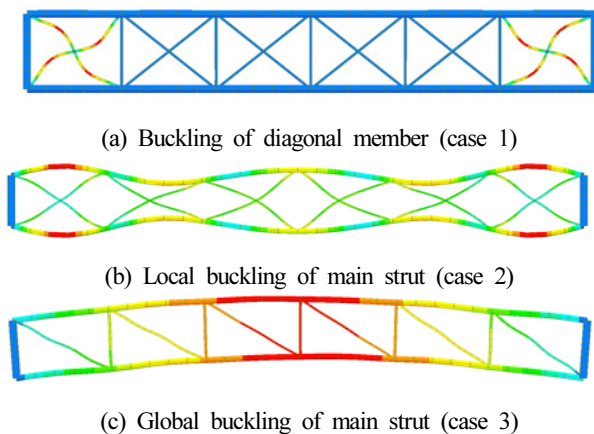 (a) Buckling of diagonal member (case 1)
(b) Local buckling of main strut (case 2)
(c) Global buckling of main strut (case 3)